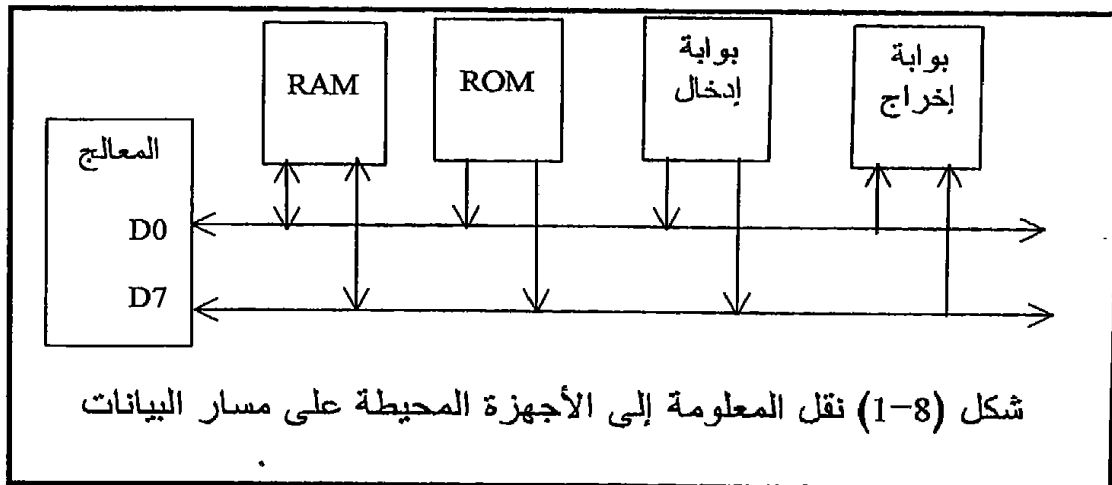 RAM
ROM
بوابة
إدخال
بوابة
إخراج
المعالج
D0
D7
شكل (8-1) نقل المعلومة إلى الأجهزة المحيطة على مسار البيانات